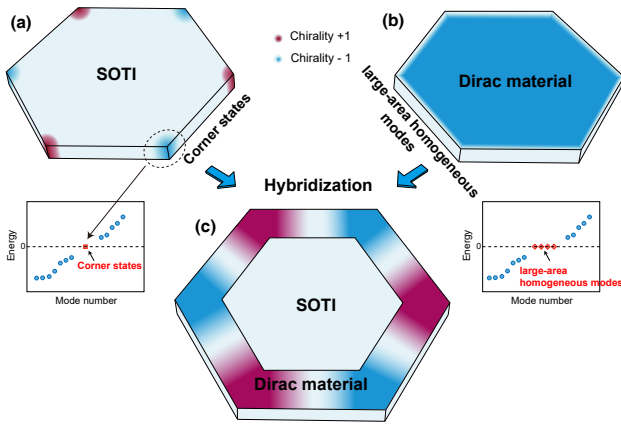 (a)
SOTI
Corner states
Chirality +1
Chirality - 1
(b)
Dirac material
large-area homogeneous
modes
Hybridization
(c)
SOTI
Dirac material
Energy
0
Corner states
Mode number
Energy
0
large-area
homogeneous modes
Mode number